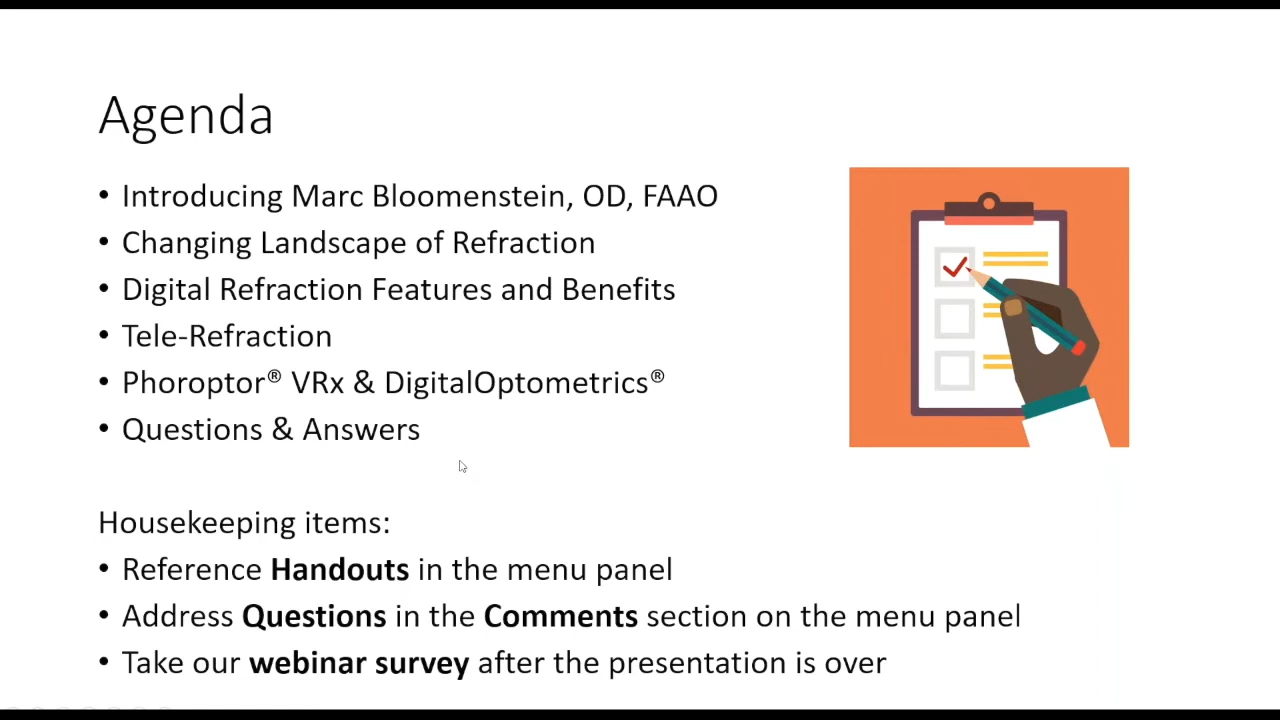 Agenda
• Introducing Marc Bloomenstein, OD, FAAO
• Changing Landscape of Refraction
• Digital Refraction Features and Benefits
• Tele-Refraction
• Phoroptor® VRx & DigitalOptometrics®
• Questions & Answers
Housekeeping items:
• Reference Handouts in the menu panel
• Address Questions in the Comments section on the menu panel
• Take our webinar survey after the presentation is over